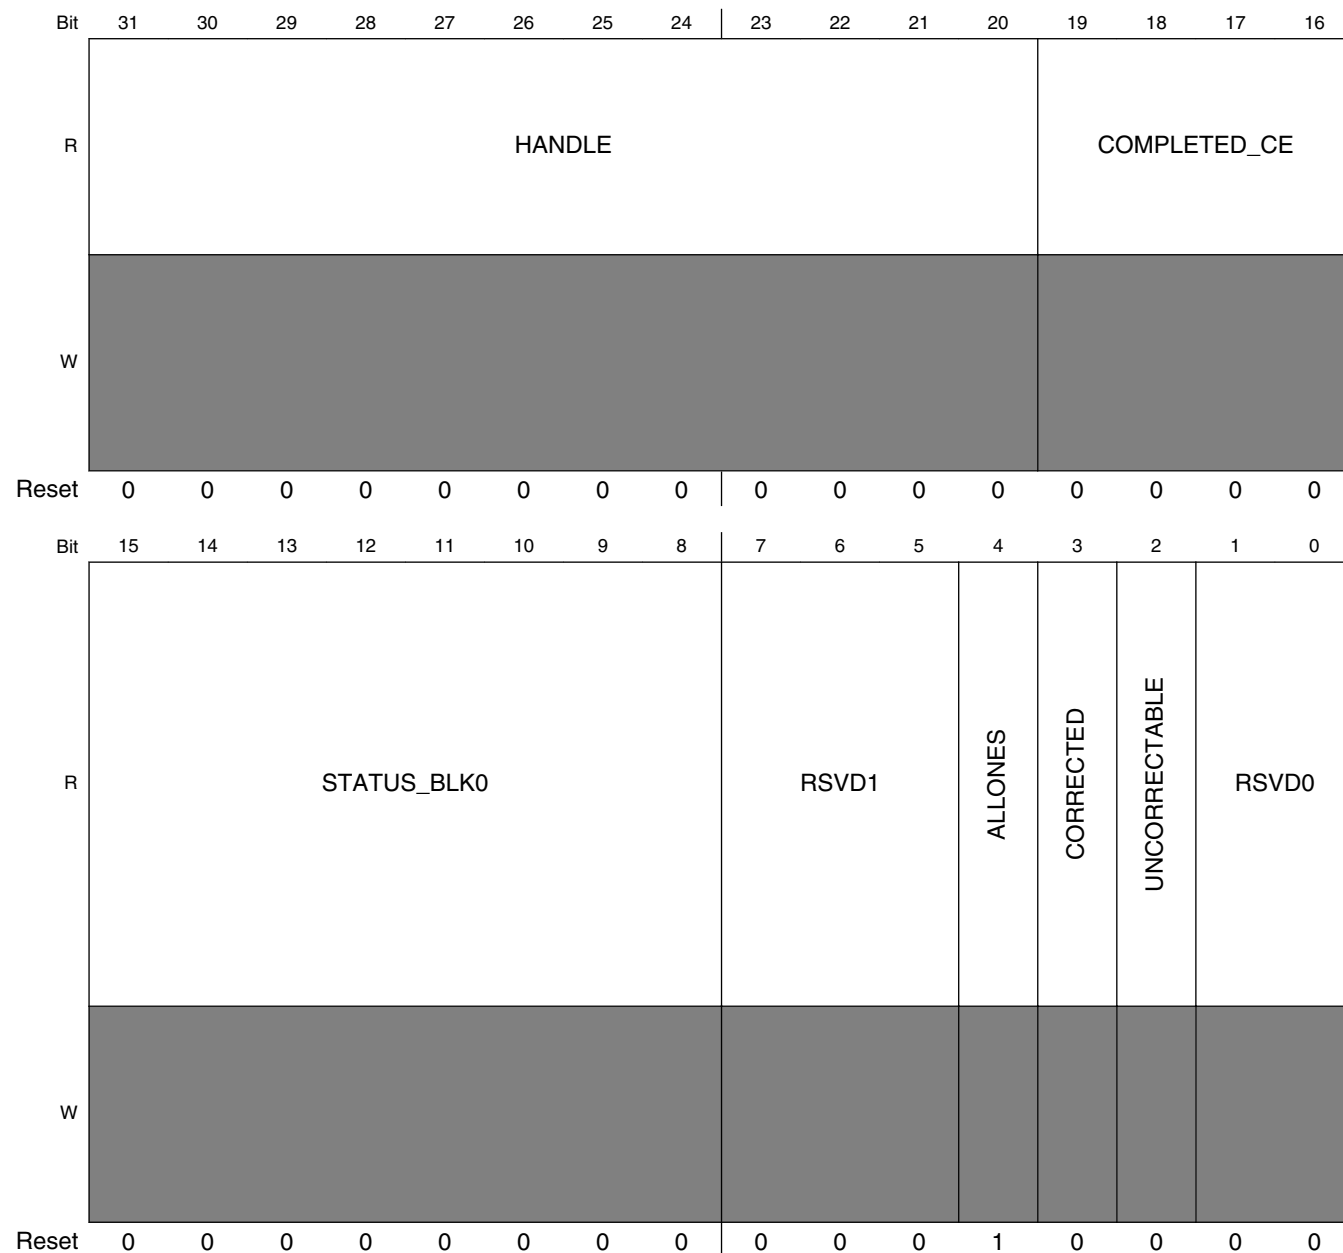 Bit 31 30 29 28 27 26 25 24 23 22 21 20 19 18 17 16
R HANDLE COMPLETED_CE
W
Reset 0 0 0 0 0 0 0 0 0 0 0 0 0 0 0 0
Bit 15 14 13 12 11 10 9 8 7 6 5 4 3 2 1 0
R STATUS_BLK0 RSVD1 ALLONES CORRECTED UNCORRECTABLE RSVD0
W
Reset 0 0 0 0 0 0 0 0 0 0 0 1 0 0 0 0